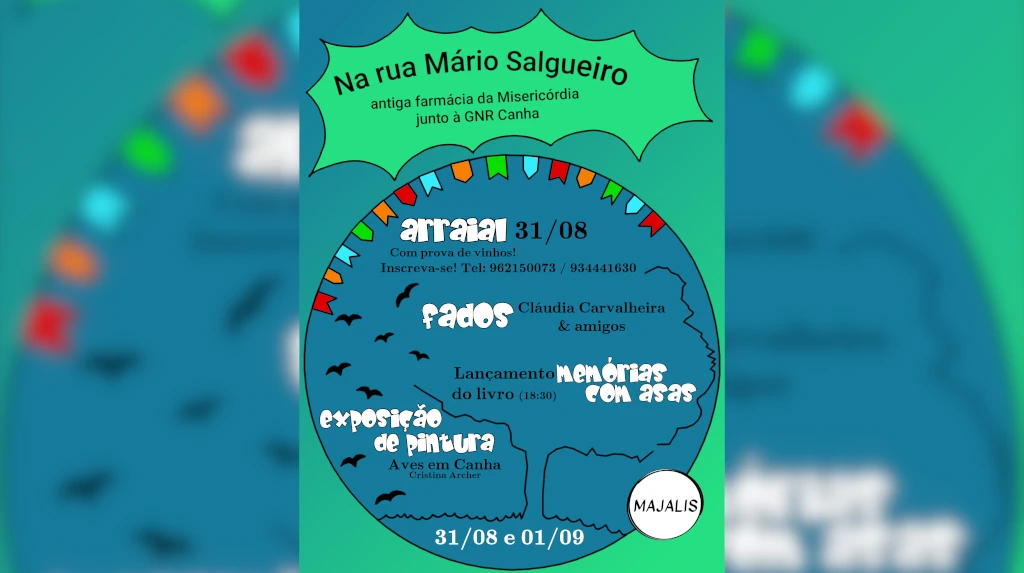 Na rua Mário Salgueiro
antiga farmácia da Misericórdia
junto à GNR Canha
arraial 31/08
Com prova de vinhos!
Inscreva-se! Tel: 962150073 / 934441630
fados Cláudia Carvalheira
& amigos
Lançamento memórias
do livro (18:30) com asas
exposição
de pintura
Aves em Canha
Cristina Archer
MAJALIS
31/08 e 01/09